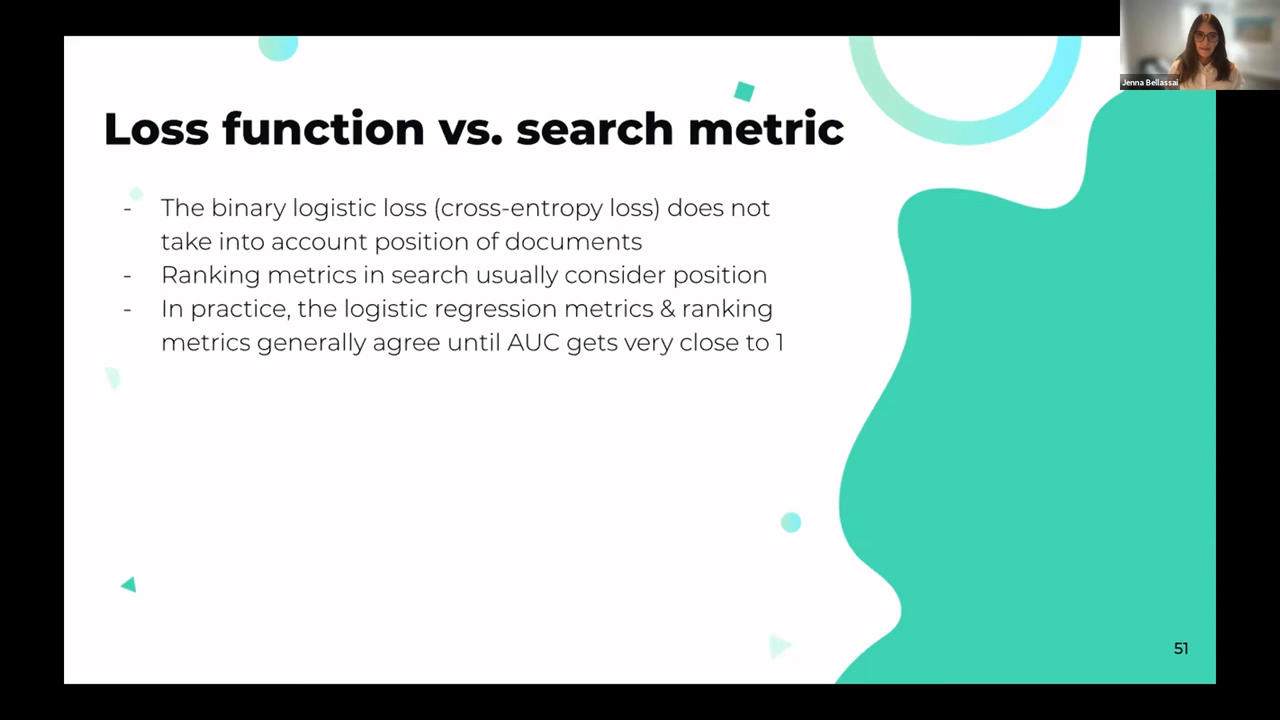 Jenna Bellassai
Loss function vs. search metric
- The binary logistic loss (cross-entropy loss) does not
take into account position of documents
- Ranking metrics in search usually consider position
- In practice, the logistic regression metrics & ranking
metrics generally agree until AUC gets very close to 1
51